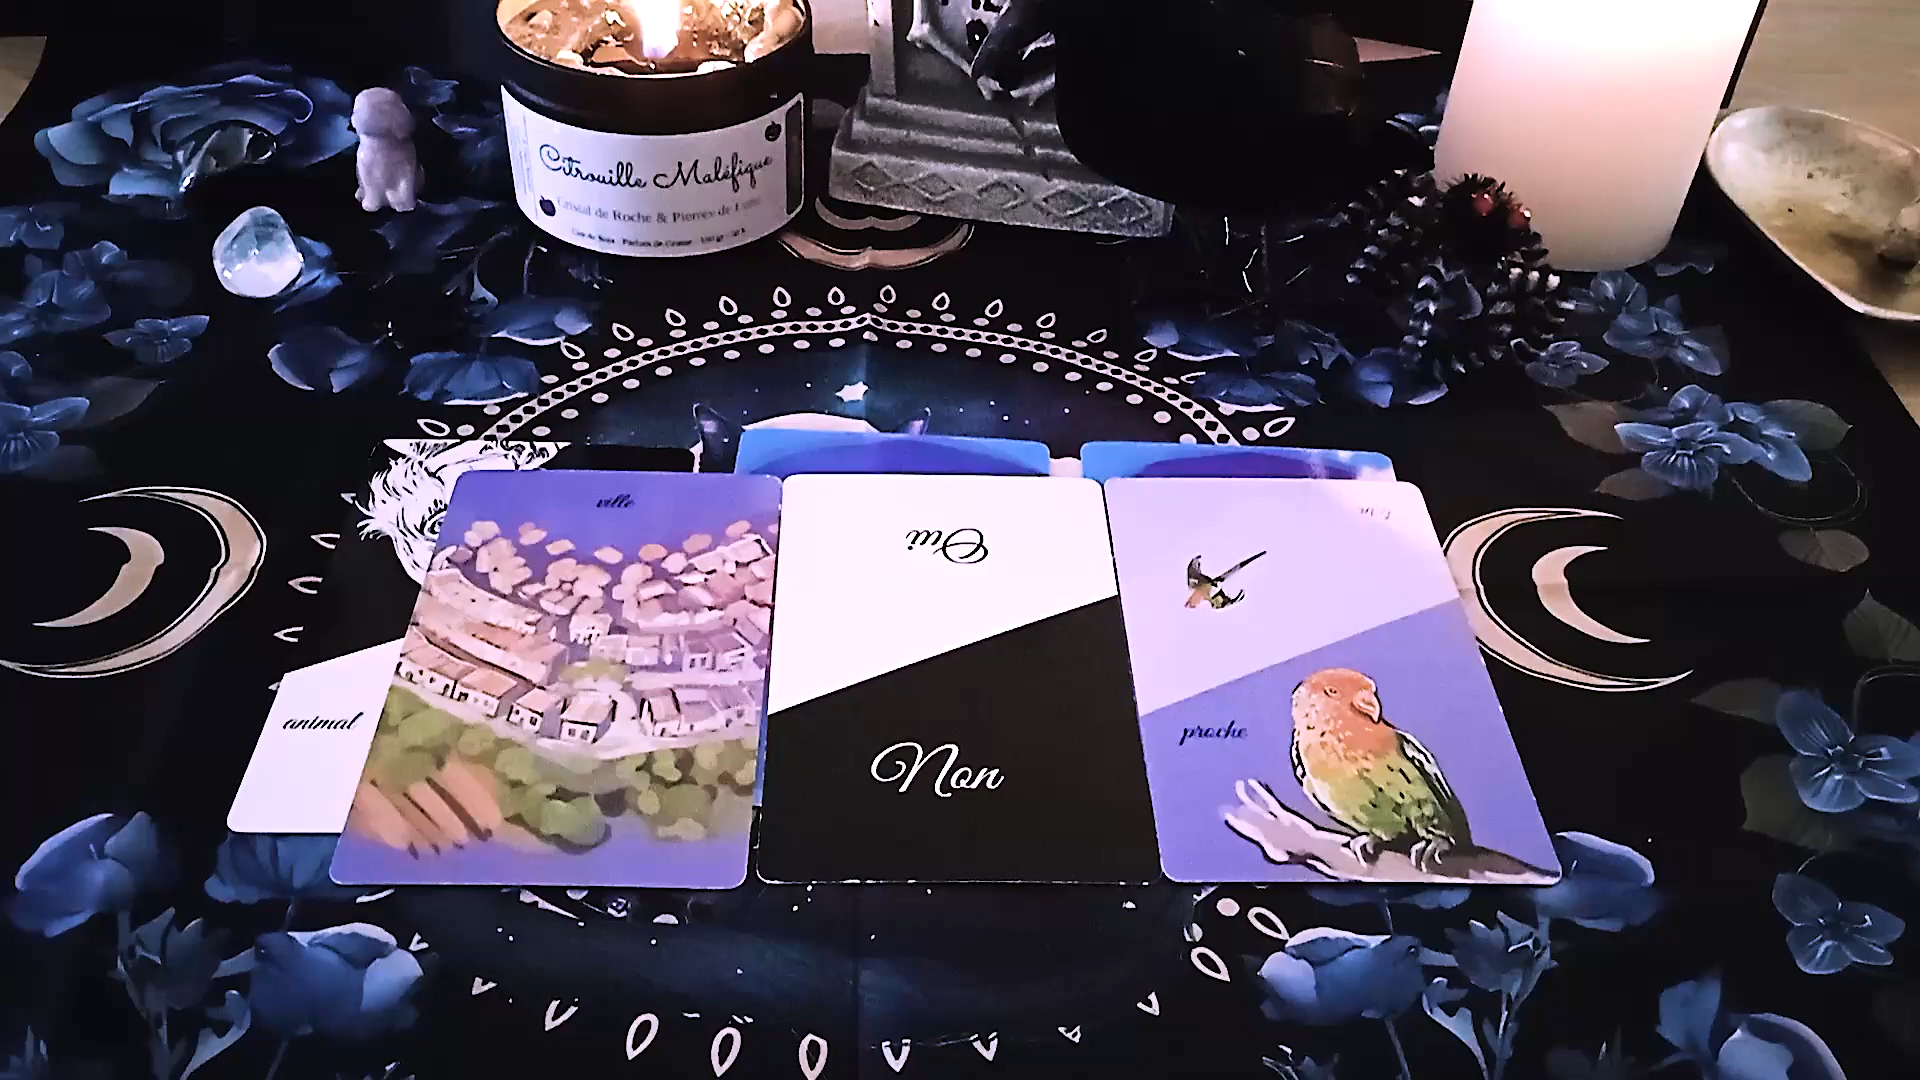 Citrouille Maléfique
Cristal de Roche & Pierres de Lune
ville
Oui
animal
proche
Non